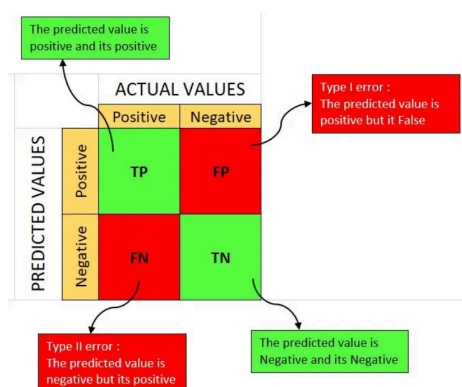 The predicted value is
positive and its positive
ACTUAL VALUES
Positive
Negative
Type I error :
The predicted value is
positive but it False
PREDICTED VALUES
Positive
TP
FP
Negative
FN
TN
Type II error :
The predicted value is
negative but its positive
The predicted value is
Negative and its Negative